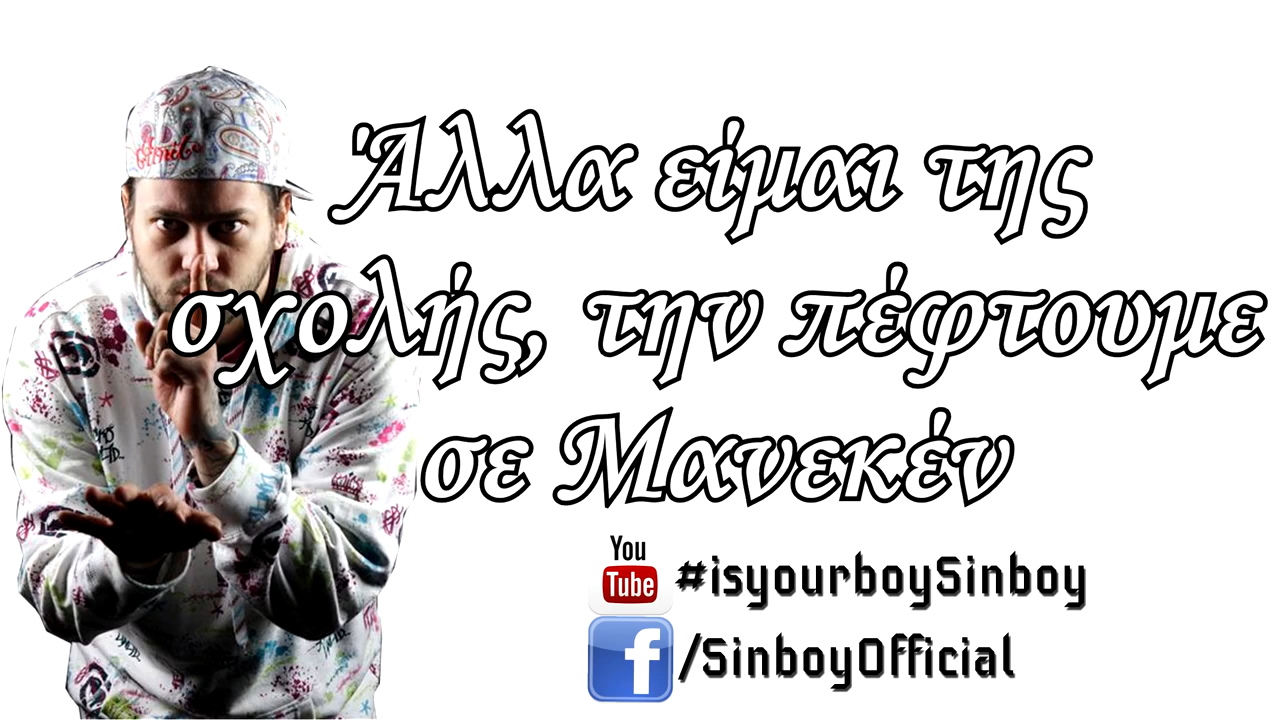 Άλλα είμαι της
σχολής, την πέφτουμε
σε Μανεκέν
You
Tube
#isyourboySinboy
f
/SinboyOfficial